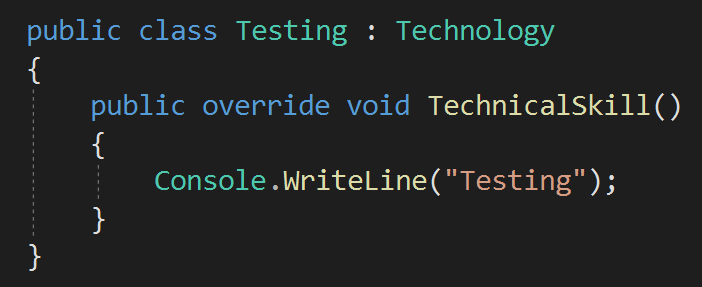 public class Testing : Technology
{
    public override void TechnicalSkill()
    {
        Console.WriteLine("Testing");
    }
}